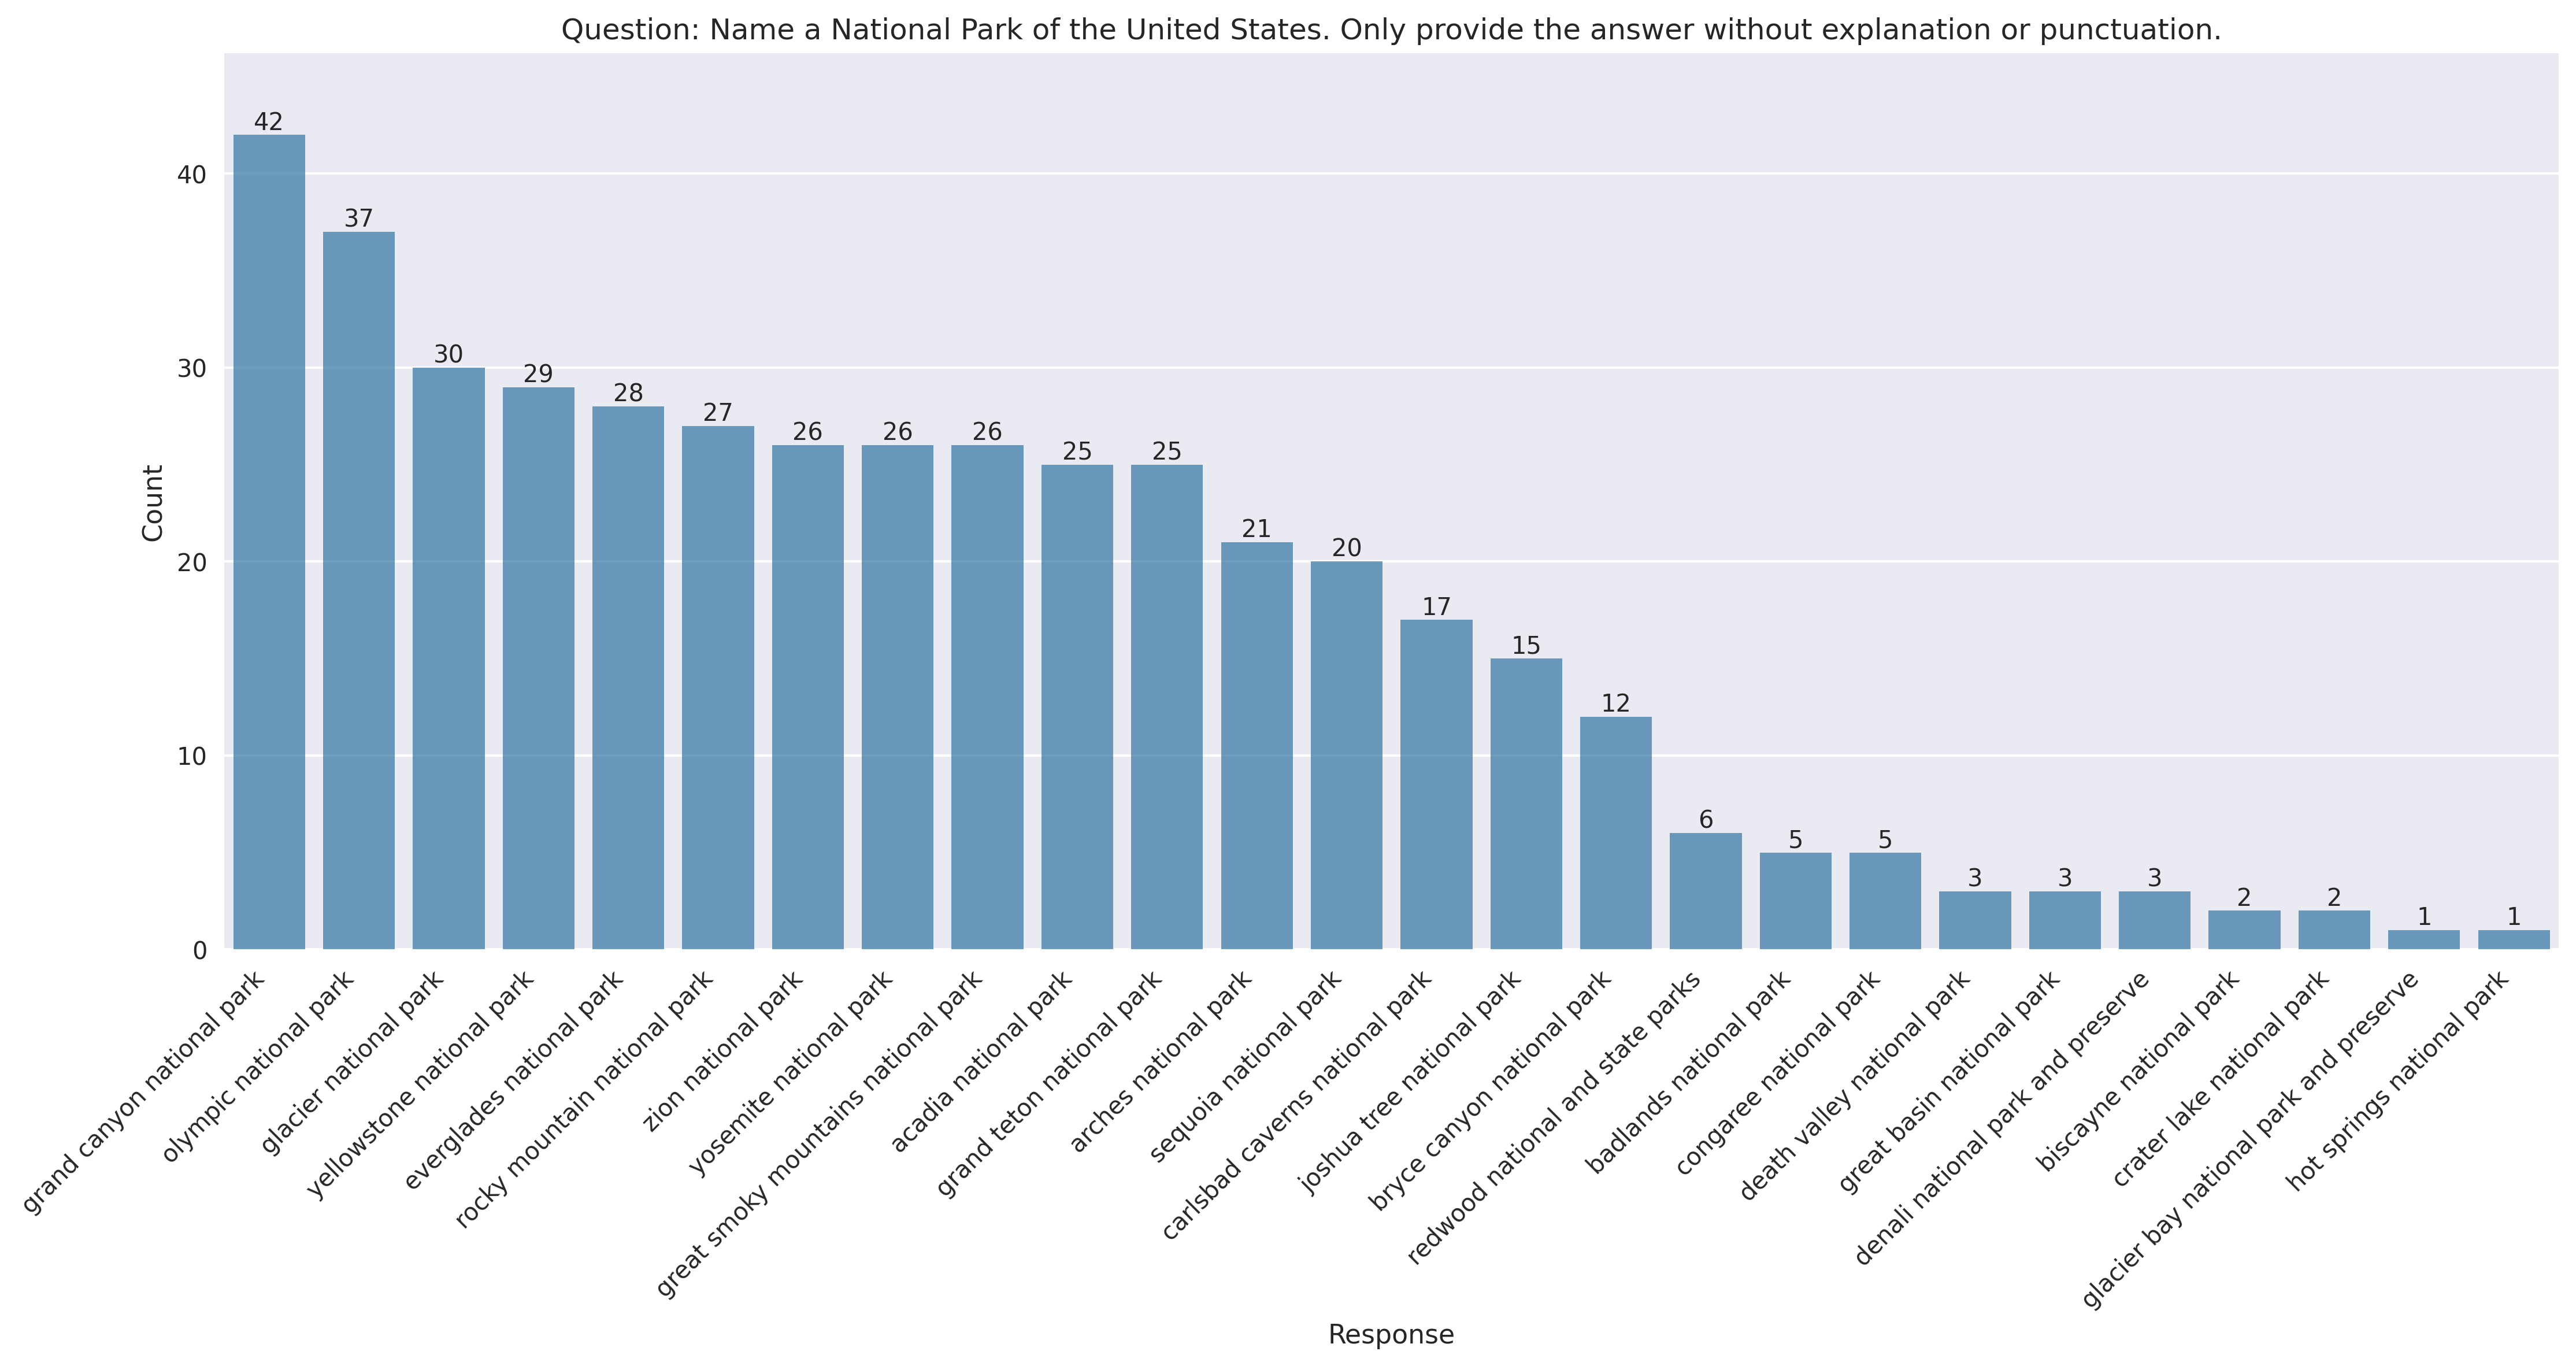 Question: Name a National Park of the United States. Only provide the answer without explanation or punctuation.
42
37
30
29
28
27
26
26
26
25
25
21
20
17
15
12
6
5
5
3
3
3
2
2
1
1
40
30
20
10
0
Count
grand canyon national park
olympic national park
glacier national park
yellowstone national park
everglades national park
rocky mountain national park
zion national park
yosemite national park
great smoky mountains national park
acadia national park
grand teton national park
arches national park
sequoia national park
carlsbad caverns national park
joshua tree national park
bryce canyon national park
redwood national and state parks
badlands national park
congaree national park
death valley national park
great basin national park
denali national park and preserve
biscayne national park
crater lake national park
glacier bay national park and preserve
hot springs national park
Response